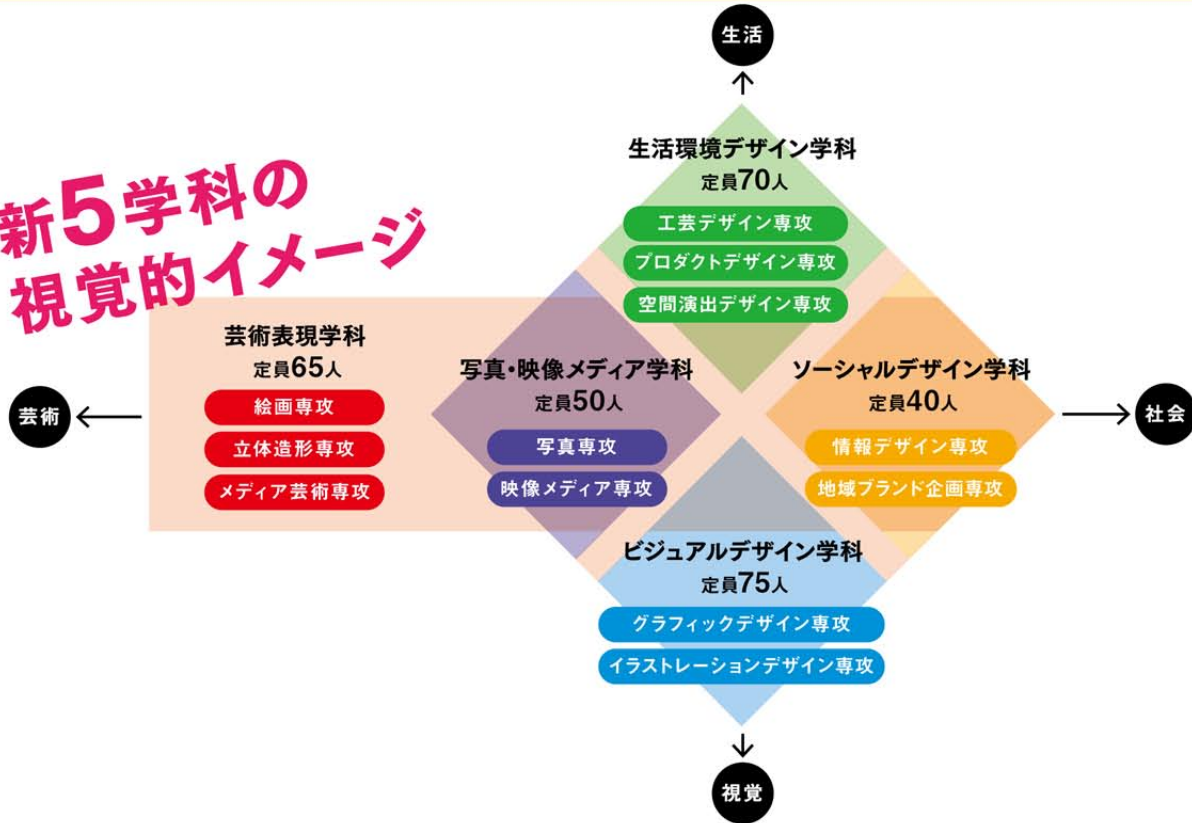 生活
新5学科の
視覚的イメージ
生活環境デザイン学科
定員70人
工芸デザイン専攻
プロダクトデザイン専攻
空間演出デザイン専攻
芸術
芸術表現学科
定員65人
絵画専攻
立体造形専攻
メディア芸術専攻
写真・映像メディア学科
定員50人
写真専攻
映像メディア専攻
ソーシャルデザイン学科
定員40人
情報デザイン専攻
地域ブランド企画専攻
社会
ビジュアルデザイン学科
定員75人
グラフィックデザイン専攻
イラストレーションデザイン専攻
視覚